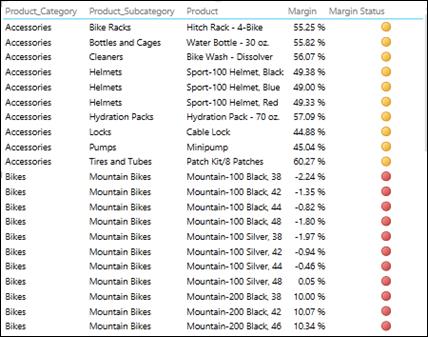 Product_Category Product_Subcategory Product Margin Margin Status
Accessories Bike Racks Hitch Rack - 4-Bike 55.25 %
Accessories Bottles and Cages Water Bottle - 30 oz. 55.82 %
Accessories Cleaners Bike Wash - Dissolver 56.07 %
Accessories Helmets Sport-100 Helmet, Black 49.38 %
Accessories Helmets Sport-100 Helmet, Blue 49.00 %
Accessories Helmets Sport-100 Helmet, Red 49.33 %
Accessories Hydration Packs Hydration Pack - 70 oz. 57.09 %
Accessories Locks Cable Lock 44.88 %
Accessories Pumps Minipump 45.04 %
Accessories Tires and Tubes Patch Kit/8 Patches 60.27 %
Bikes Mountain Bikes Mountain-100 Black, 38 -2.24 %
Bikes Mountain Bikes Mountain-100 Black, 42 -1.35 %
Bikes Mountain Bikes Mountain-100 Black, 44 -0.82 %
Bikes Mountain Bikes Mountain-100 Black, 48 -1.80 %
Bikes Mountain Bikes Mountain-100 Silver, 38 -1.97 %
Bikes Mountain Bikes Mountain-100 Silver, 42 -0.94 %
Bikes Mountain Bikes Mountain-100 Silver, 44 -0.46 %
Bikes Mountain Bikes Mountain-100 Silver, 48 0.05 %
Bikes Mountain Bikes Mountain-200 Black, 38 10.00 %
Bikes Mountain Bikes Mountain-200 Black, 42 10.07 %
Bikes Mountain Bikes Mountain-200 Black, 46 10.34 %